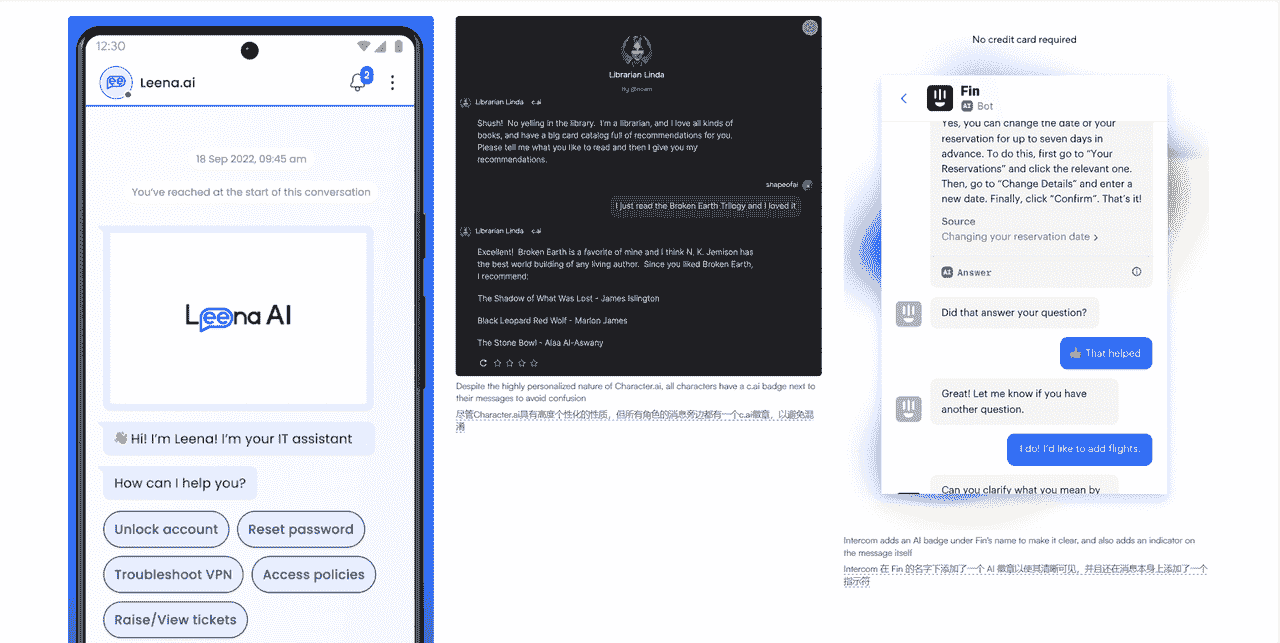 12:30
Leena.ai
2
18 Sep 2022, 09:45 am
You've reached at the start of this conversation
Leena AI
👋 Hi! I'm Leena! I'm your IT assistant
How can I help you?
Unlock account
Reset password
Troubleshoot VPN
Access policies
Raise/View tickets
Librarian Linda
By @noam
Librarian Linda c.ai
Shush! No yelling in the library. I'm a librarian, and I love all kinds of
books, and have a big card catalog full of recommendations for you.
Please tell me what you like to read and then I give you my
recommendations.
shapeofai
I just read the Broken Earth Trilogy and I loved it
Librarian Linda c.ai
Excellent! Broken Earth is a favorite of mine and I think N. K. Jemison has
the best world building of any living author. Since you liked Broken Earth,
I recommend:
The Shadow of What Was Lost - James Islington
Black Leopard Red Wolf - Marlon James
The Stone Bowl - Alaa Al-Aswany
Despite the highly personalized nature of Character.ai, all characters have a c.ai badge next to
their messages to avoid confusion
尽管Character.ai具有高度个性化的性质，但所有角色的消息旁边都有一个c.ai徽章，以避免混
淆
No credit card required
Fin
AI Bot
Yes, you can change the date of your
reservation for up to seven days in
advance. To do this, first go to “Your
Reservations” and click the relevant one.
Then, go to “Change Details” and enter a
new date. Finally, click “Confirm”. That's it!
Source
Changing your reservation date >
AI Answer
Did that answer your question?
👍 That helped
Great! Let me know if you have
another question.
I do! I'd like to add flights.
Can you clarify what you mean by
Intercom adds an AI badge under Fin's name to make it clear, and also adds an indicator on
the message itself
Intercom 在 Fin 的名字下添加了一个 AI 徽章以使其清晰可见，并且还在消息本身上添加了一个
指示符